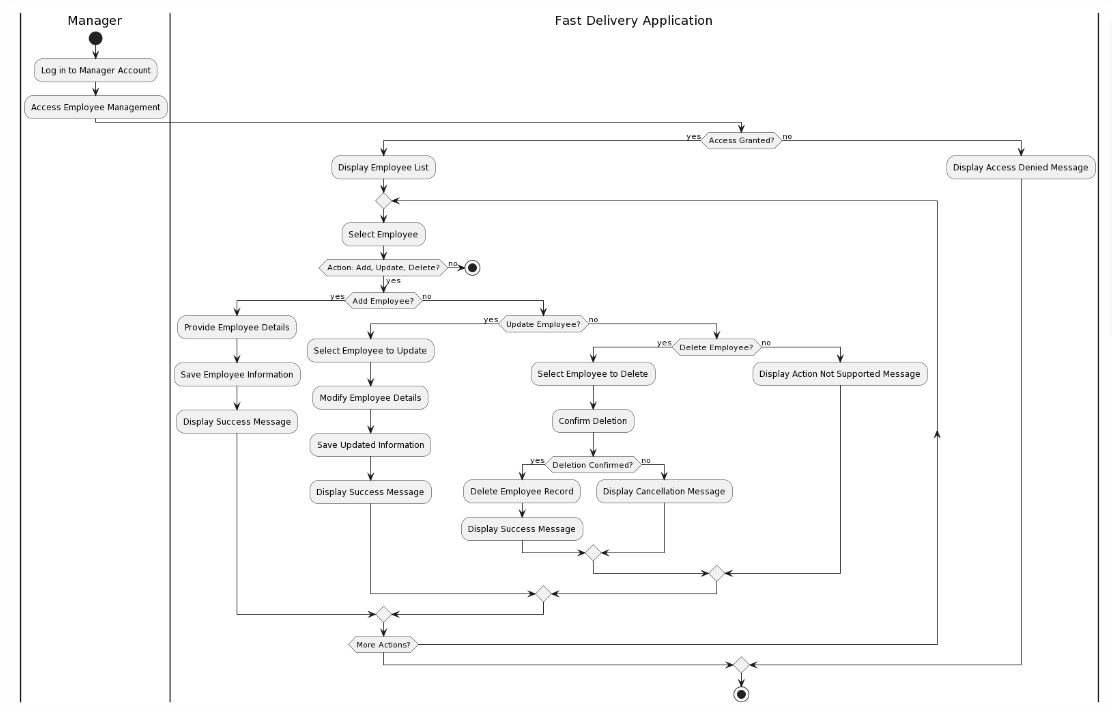 Manager
Fast Delivery Application
Log in to Manager Account
Access Employee Management
yes
Access Granted?
no
Display Employee List
Display Access Denied Message
Select Employee
Action: Add, Update, Delete?
no
yes
yes
Add Employee?
no
Provide Employee Details
yes
Update Employee?
no
Save Employee Information
Select Employee to Update
yes
Delete Employee?
no
Display Success Message
Modify Employee Details
Select Employee to Delete
Display Action Not Supported Message
Save Updated Information
Confirm Deletion
Display Success Message
yes
Deletion Confirmed?
no
Delete Employee Record
Display Cancellation Message
Display Success Message
More Actions?